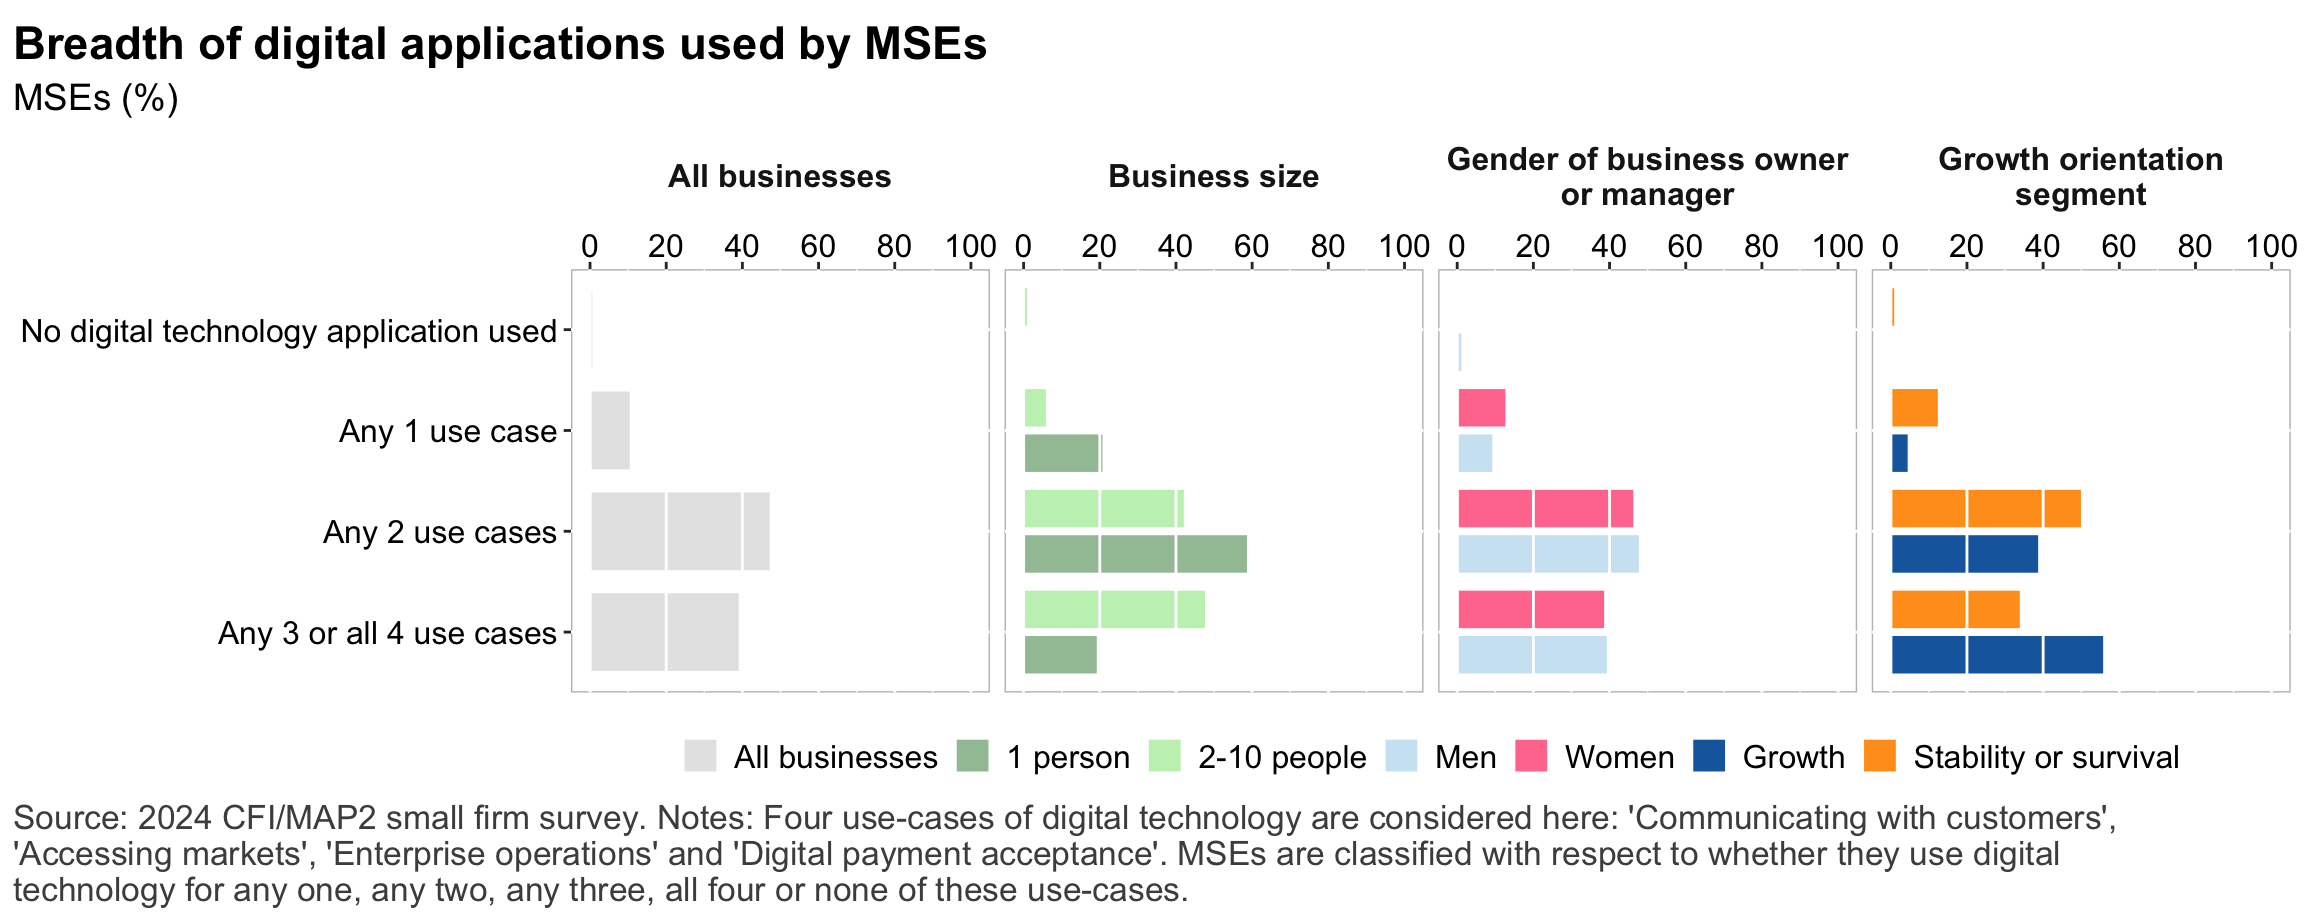 Breadth of digital applications used by MSEs
MSEs (%)
All businesses
Business size
Gender of business owner
or manager
Growth orientation
segment
0 20 40 60 80 100
0 20 40 60 80 100
0 20 40 60 80 100
0 20 40 60 80 100
No digital technology application used
Any 1 use case
Any 2 use cases
Any 3 or all 4 use cases
All businesses
1 person
2-10 people
Men
Women
Growth
Stability or survival
Source: 2024 CFI/MAP2 small firm survey. Notes: Four use-cases of digital technology are considered here: 'Communicating with customers',
'Accessing markets', 'Enterprise operations' and 'Digital payment acceptance'. MSEs are classified with respect to whether they use digital
technology for any one, any two, any three, all four or none of these use-cases.